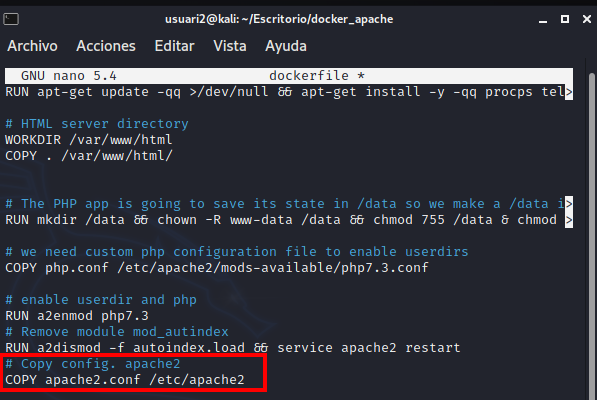 usuari2@kali: ~/Escritorio/docker_apache
Archivo Acciones Editar Vista Ayuda
GNU nano 5.4 dockerfile *
RUN apt-get update -qq >/dev/null && apt-get install -y -qq procps tel>
# HTML server directory
WORKDIR /var/www/html
COPY . /var/www/html/
# The PHP app is going to save its state in /data so we make a /data i>
RUN mkdir /data && chown -R www-data /data && chmod 755 /data & chmod >
# we need custom php configuration file to enable userdirs
COPY php.conf /etc/apache2/mods-available/php7.3.conf
# enable userdir and php
RUN a2enmod php7.3
# Remove module mod_autindex
RUN a2dismod -f autoindex.load && service apache2 restart
# Copy config. apache2
COPY apache2.conf /etc/apache2